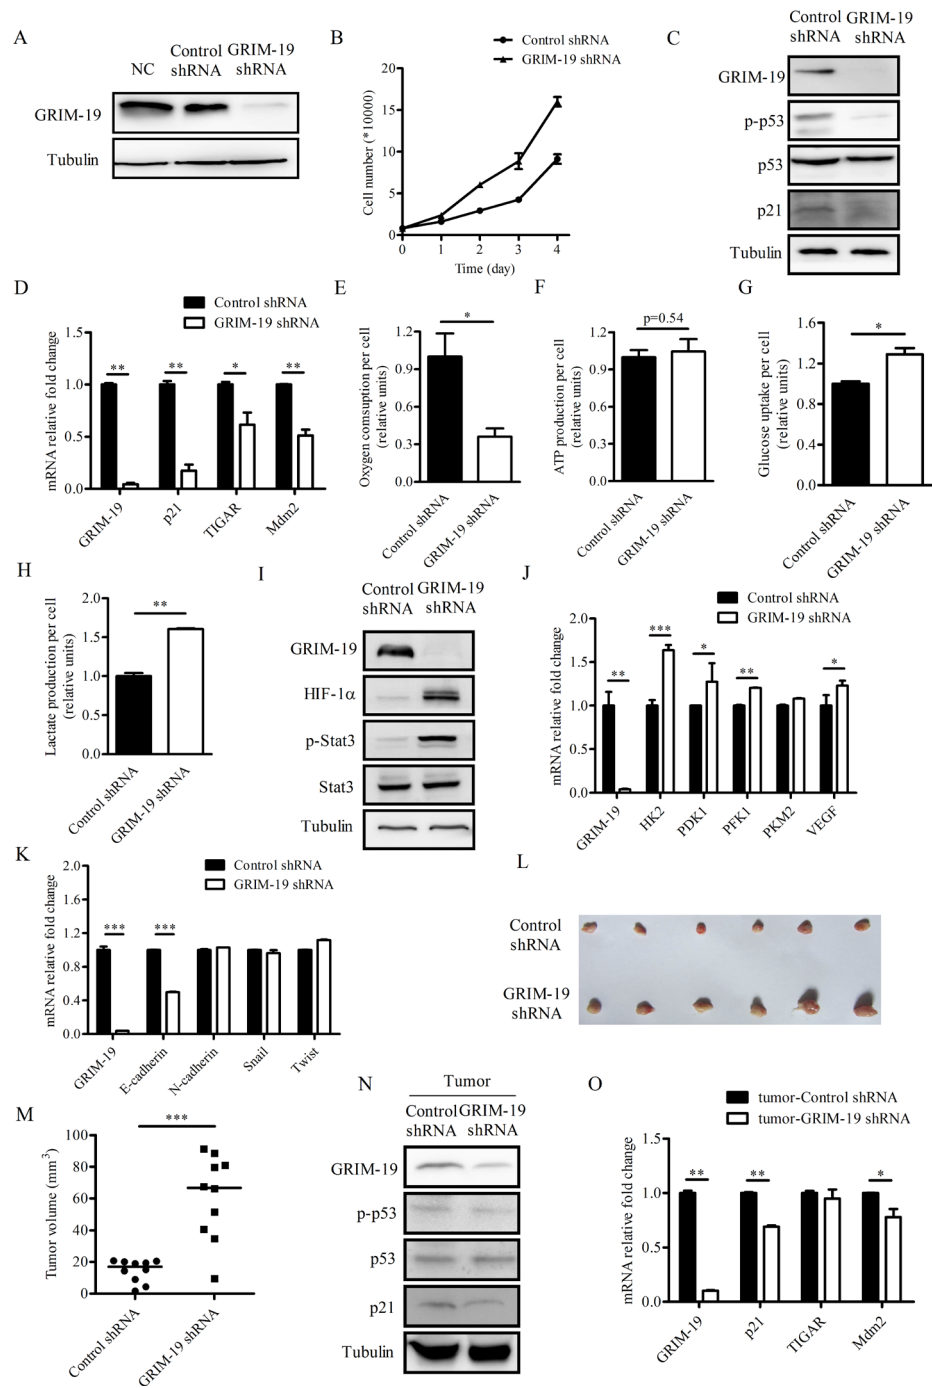 A
NC
Control
shRNA
GRIM-19
shRNA
GRIM-19
Tubulin
B
Control shRNA
GRIM-19 shRNA
Cell number (*10000)
20
15
10
5
0
0 1 2 3 4
Time (day)
C
Control
shRNA
GRIM-19
shRNA
GRIM-19
p-p53
p53
p21
Tubulin
D
Control shRNA
GRIM-19 shRNA
mRNA relative fold change
1.5
1.0
0.5
0.0
** ** * **
GRIM-19
p21
TIGAR
Mdm2
E
Oxygen comsuption per cell
(relative units)
1.2
0.9
0.6
0.3
0.0
*
Control shRNA
GRIM-19 shRNA
F
ATP production per cell
(relative units)
1.2
0.9
0.6
0.3
0.0
p=0.54
Control shRNA
GRIM-19 shRNA
G
Glucose uptake per cell
(relative units)
1.6
1.2
0.8
0.4
0.0
*
Control shRNA
GRIM-19 shRNA
H
Lactate production per cell
(relative units)
2.0
1.5
1.0
0.5
0.0
**
Control shRNA
GRIM-19 shRNA
I
Control
shRNA
GRIM-19
shRNA
GRIM-19
HIF-1α
p-Stat3
Stat3
Tubulin
J
Control shRNA
GRIM-19 shRNA
mRNA relative fold change
2.0
1.5
1.0
0.5
0.0
** *** * ** *
GRIM-19
HK2
PDK1
PFK1
PKM2
VEGF
K
Control shRNA
GRIM-19 shRNA
mRNA relative fold change
2.0
1.6
1.2
0.8
0.4
0.0
*** ***
GRIM-19
E-cadherin
N-cadherin
Snail
Twist
L
Control
shRNA
GRIM-19
shRNA
M
Tumor volume (mm3)
100
80
60
40
20
0
***
Control shRNA
GRIM-19 shRNA
N
Tumor
Control
shRNA
GRIM-19
shRNA
GRIM-19
p-p53
p53
p21
Tubulin
O
tumor-Control shRNA
tumor-GRIM-19 shRNA
mRNA relative fold change
1.5
1.0
0.5
0.0
** ** *
GRIM-19
p21
TIGAR
Mdm2